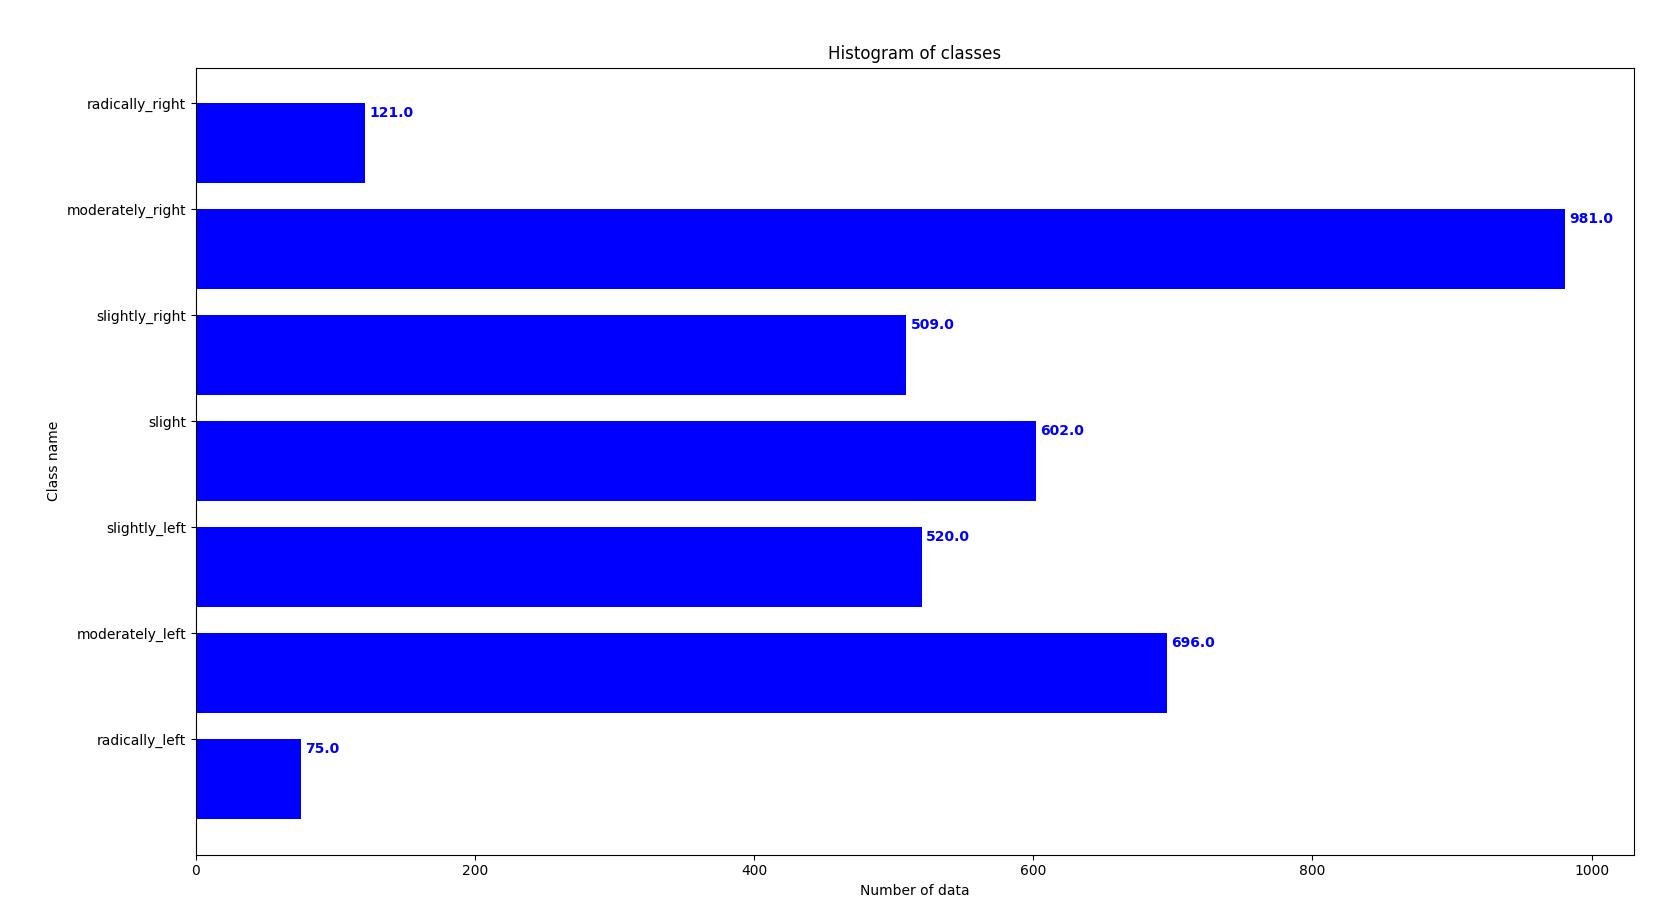 Histogram of classes
radically_right
121.0
moderately_right
981.0
slightly_right
509.0
slight
602.0
Class name
slightly_left
520.0
moderately_left
696.0
radically_left
75.0
0 200 400 600 800 1000
Number of data